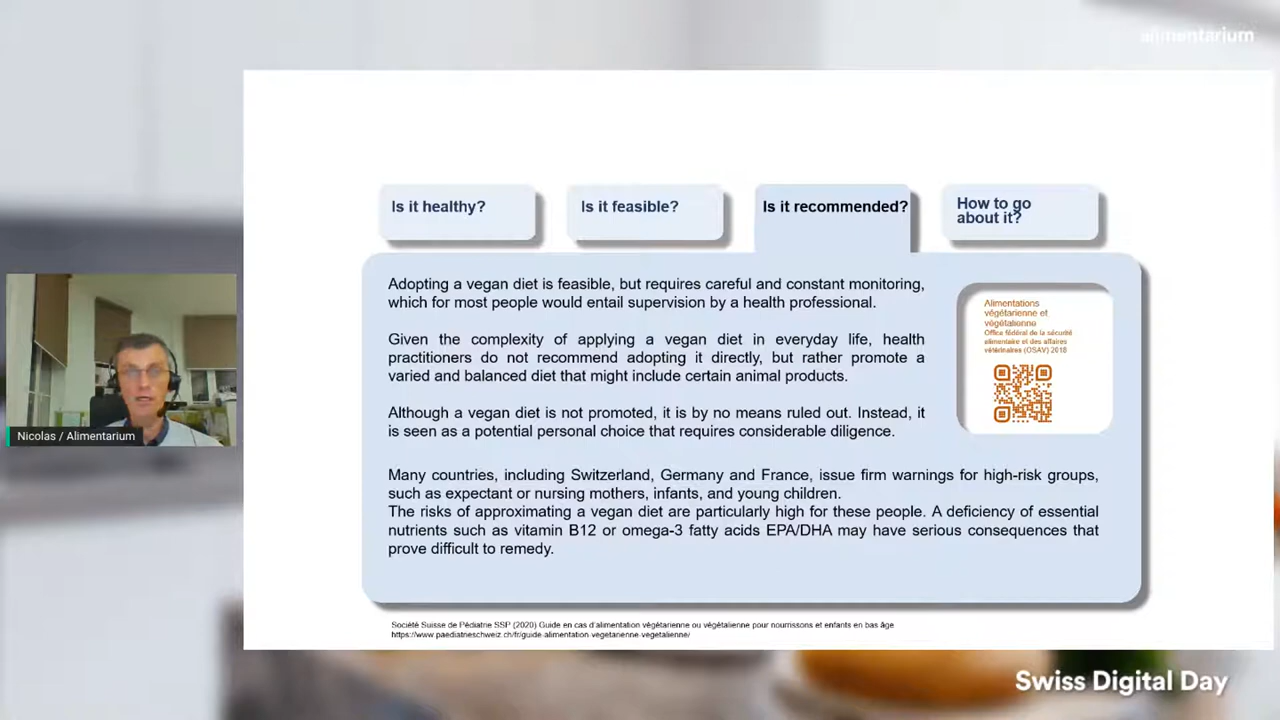 alimentarium
Is it healthy?
Is it feasible?
Is it recommended?
How to go
about it?
Adopting a vegan diet is feasible, but requires careful and constant monitoring,
which for most people would entail supervision by a health professional.
Given the complexity of applying a vegan diet in everyday life, health
practitioners do not recommend adopting it directly, but rather promote a
varied and balanced diet that might include certain animal products.
Although a vegan diet is not promoted, it is by no means ruled out. Instead, it
is seen as a potential personal choice that requires considerable diligence.
Alimentations
végétarienne et
végétalienne
Office fédéral de la sécurité
alimentaire et des affaires
vétérinaires (OSAV) 2018
Many countries, including Switzerland, Germany and France, issue firm warnings for high-risk groups,
such as expectant or nursing mothers, infants, and young children.
The risks of approximating a vegan diet are particularly high for these people. A deficiency of essential
nutrients such as vitamin B12 or omega-3 fatty acids EPA/DHA may have serious consequences that
prove difficult to remedy.
Nicolas / Alimentarium
Société Suisse de Pédiatrie SSP (2020) Guide en cas d'alimentation végétarienne ou végétalienne pour nourrissons et enfants en bas âge
https://www.paediatrieschweiz.ch/fr/guide-alimentation-vegetarienne-vegetalienne/
Swiss Digital Day